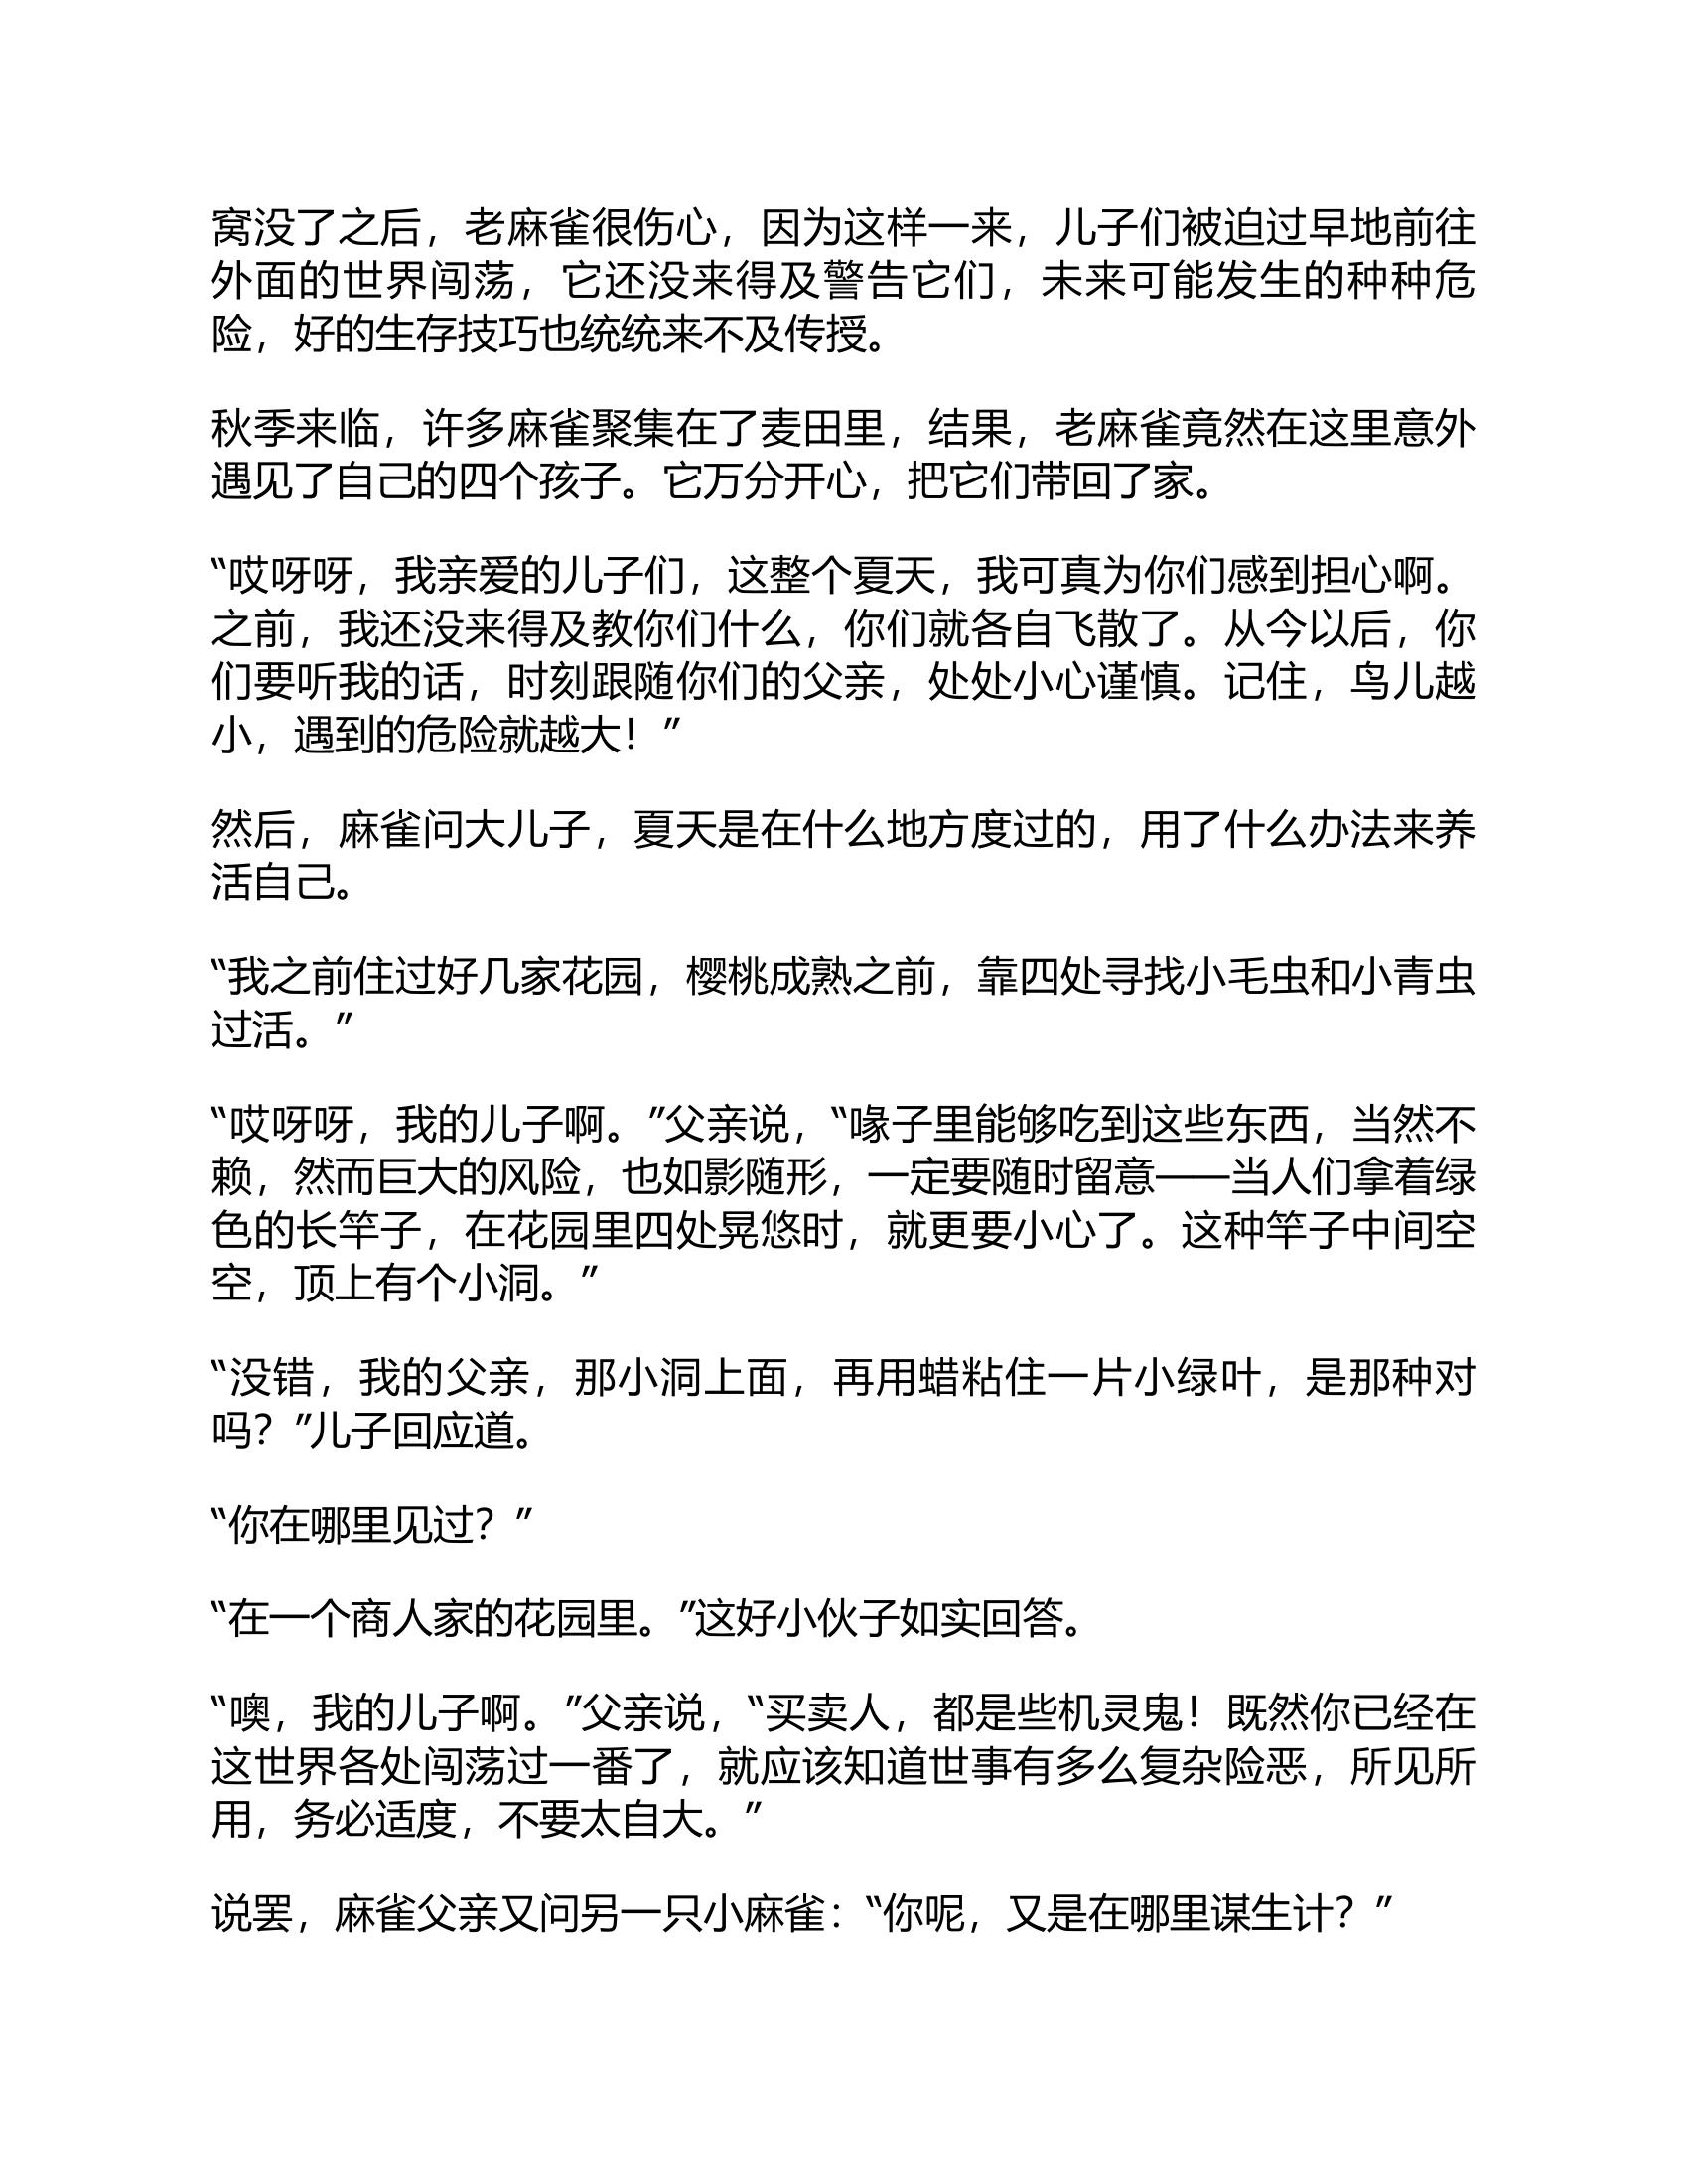 窝没了之后，老麻雀很伤心，因为这样一来，儿子们被迫过早地前往
外面的世界闯荡，它还没来得及警告它们，未来可能发生的种种危
险，好的生存技巧也统统来不及传授。
秋季来临，许多麻雀聚集在了麦田里，结果，老麻雀竟然在这里意外
遇见了自己的四个孩子。它万分开心，把它们带回了家。
“哎呀呀，我亲爱的儿子们，这整个夏天，我可真为你们感到担心啊。
之前，我还没来得及教你们什么，你们就各自飞散了。从今以后，你
们要听我的话，时刻跟随你们的父亲，处处小心谨慎。记住，鸟儿越
小，遇到的危险就越大！”
然后，麻雀问大儿子，夏天是在什么地方度过的，用了什么办法来养
活自己。
“我之前住过好几家花园，樱桃成熟之前，靠四处寻找小毛虫和小青虫
过活。”
“哎呀呀，我的儿子啊。”父亲说，“喙子里能够吃到这些东西，当然不
赖，然而巨大的风险，也如影随形，一定要随时留意——当人们拿着绿
色的长竿子，在花园里四处晃悠时，就更要小心了。这种竿子中间空
空，顶上有个小洞。”
“没错，我的父亲，那小洞上面，再用蜡粘住一片小绿叶，是那种对
吗？”儿子回应道。
“你在哪里见过？”
“在一个商人家的花园里。”这好小伙子如实回答。
“噢，我的儿子啊。”父亲说，“买卖人，都是些机灵鬼！既然你已经在
这世界各处闯荡过一番了，就应该知道世事有多么复杂险恶，所见所
用，务必适度，不要太自大。”
说罢，麻雀父亲又问另一只小麻雀：“你呢，又是在哪里谋生计？”